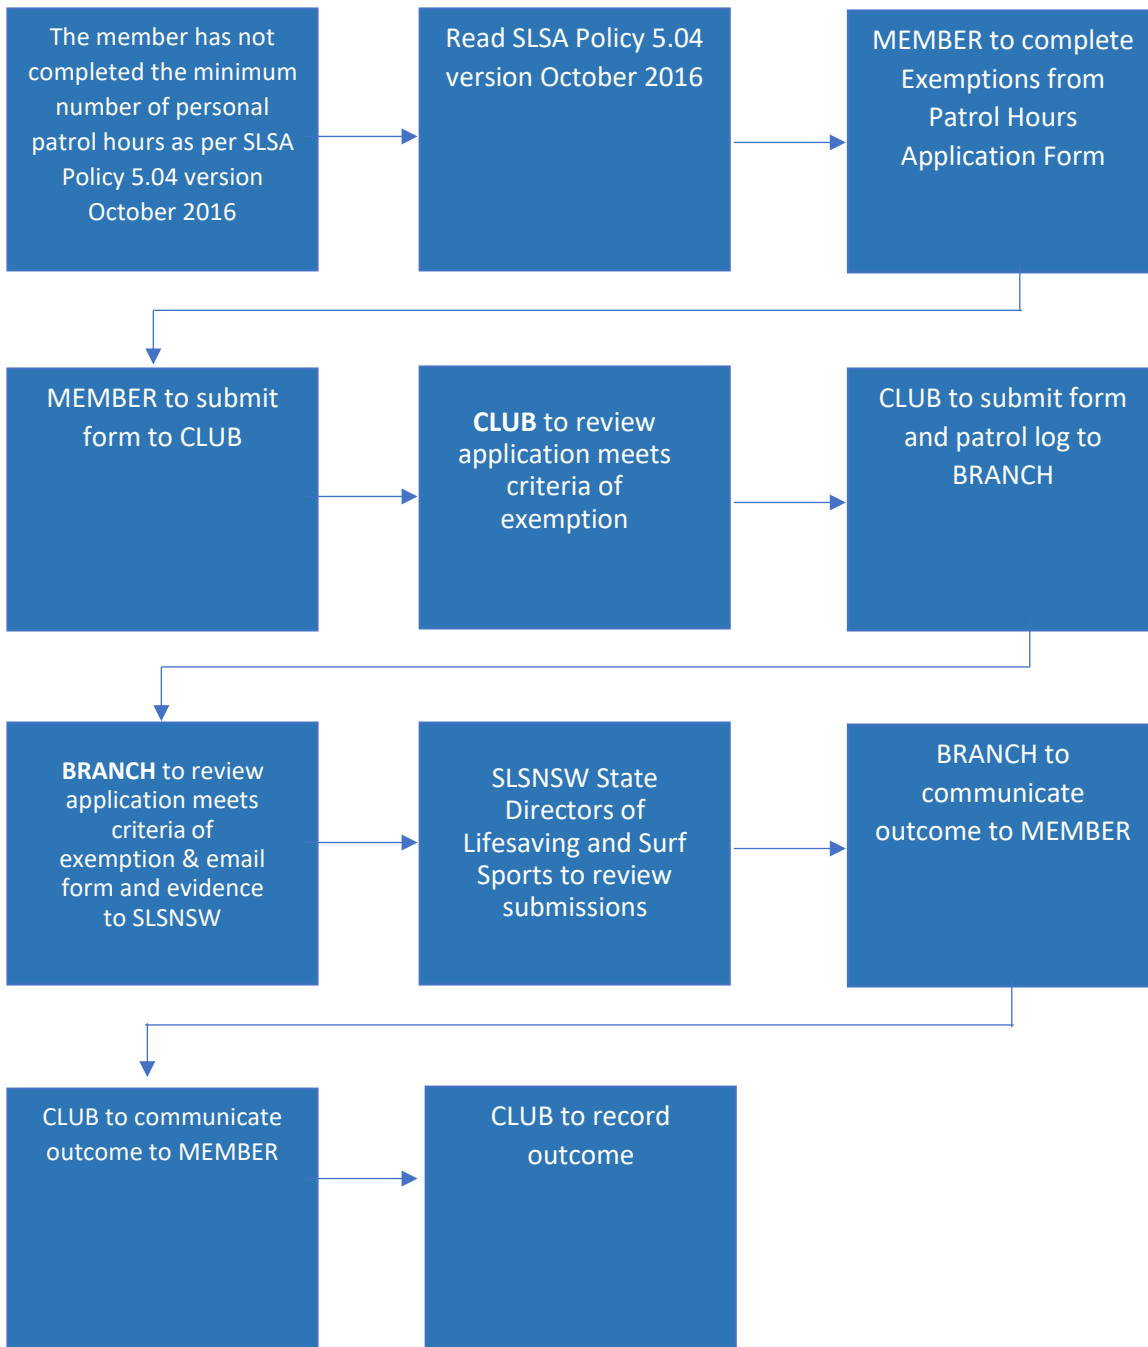 The member has not
completed the minimum
number of personal
patrol hours as per SLSA
Policy 5.04 version
October 2016
Read SLSA Policy 5.04
version October 2016
MEMBER to complete
Exemptions from
Patrol Hours
Application Form
MEMBER to submit
form to CLUB
CLUB to review
application meets
criteria of
exemption
CLUB to submit form
and patrol log to
BRANCH
BRANCH to review
application meets
criteria of
exemption & email
form and evidence
to SLSNSW
SLSNSW State
Directors of
Lifesaving and Surf
Sports to review
submissions
BRANCH to
communicate
outcome to MEMBER
CLUB to communicate
outcome to MEMBER
CLUB to record
outcome